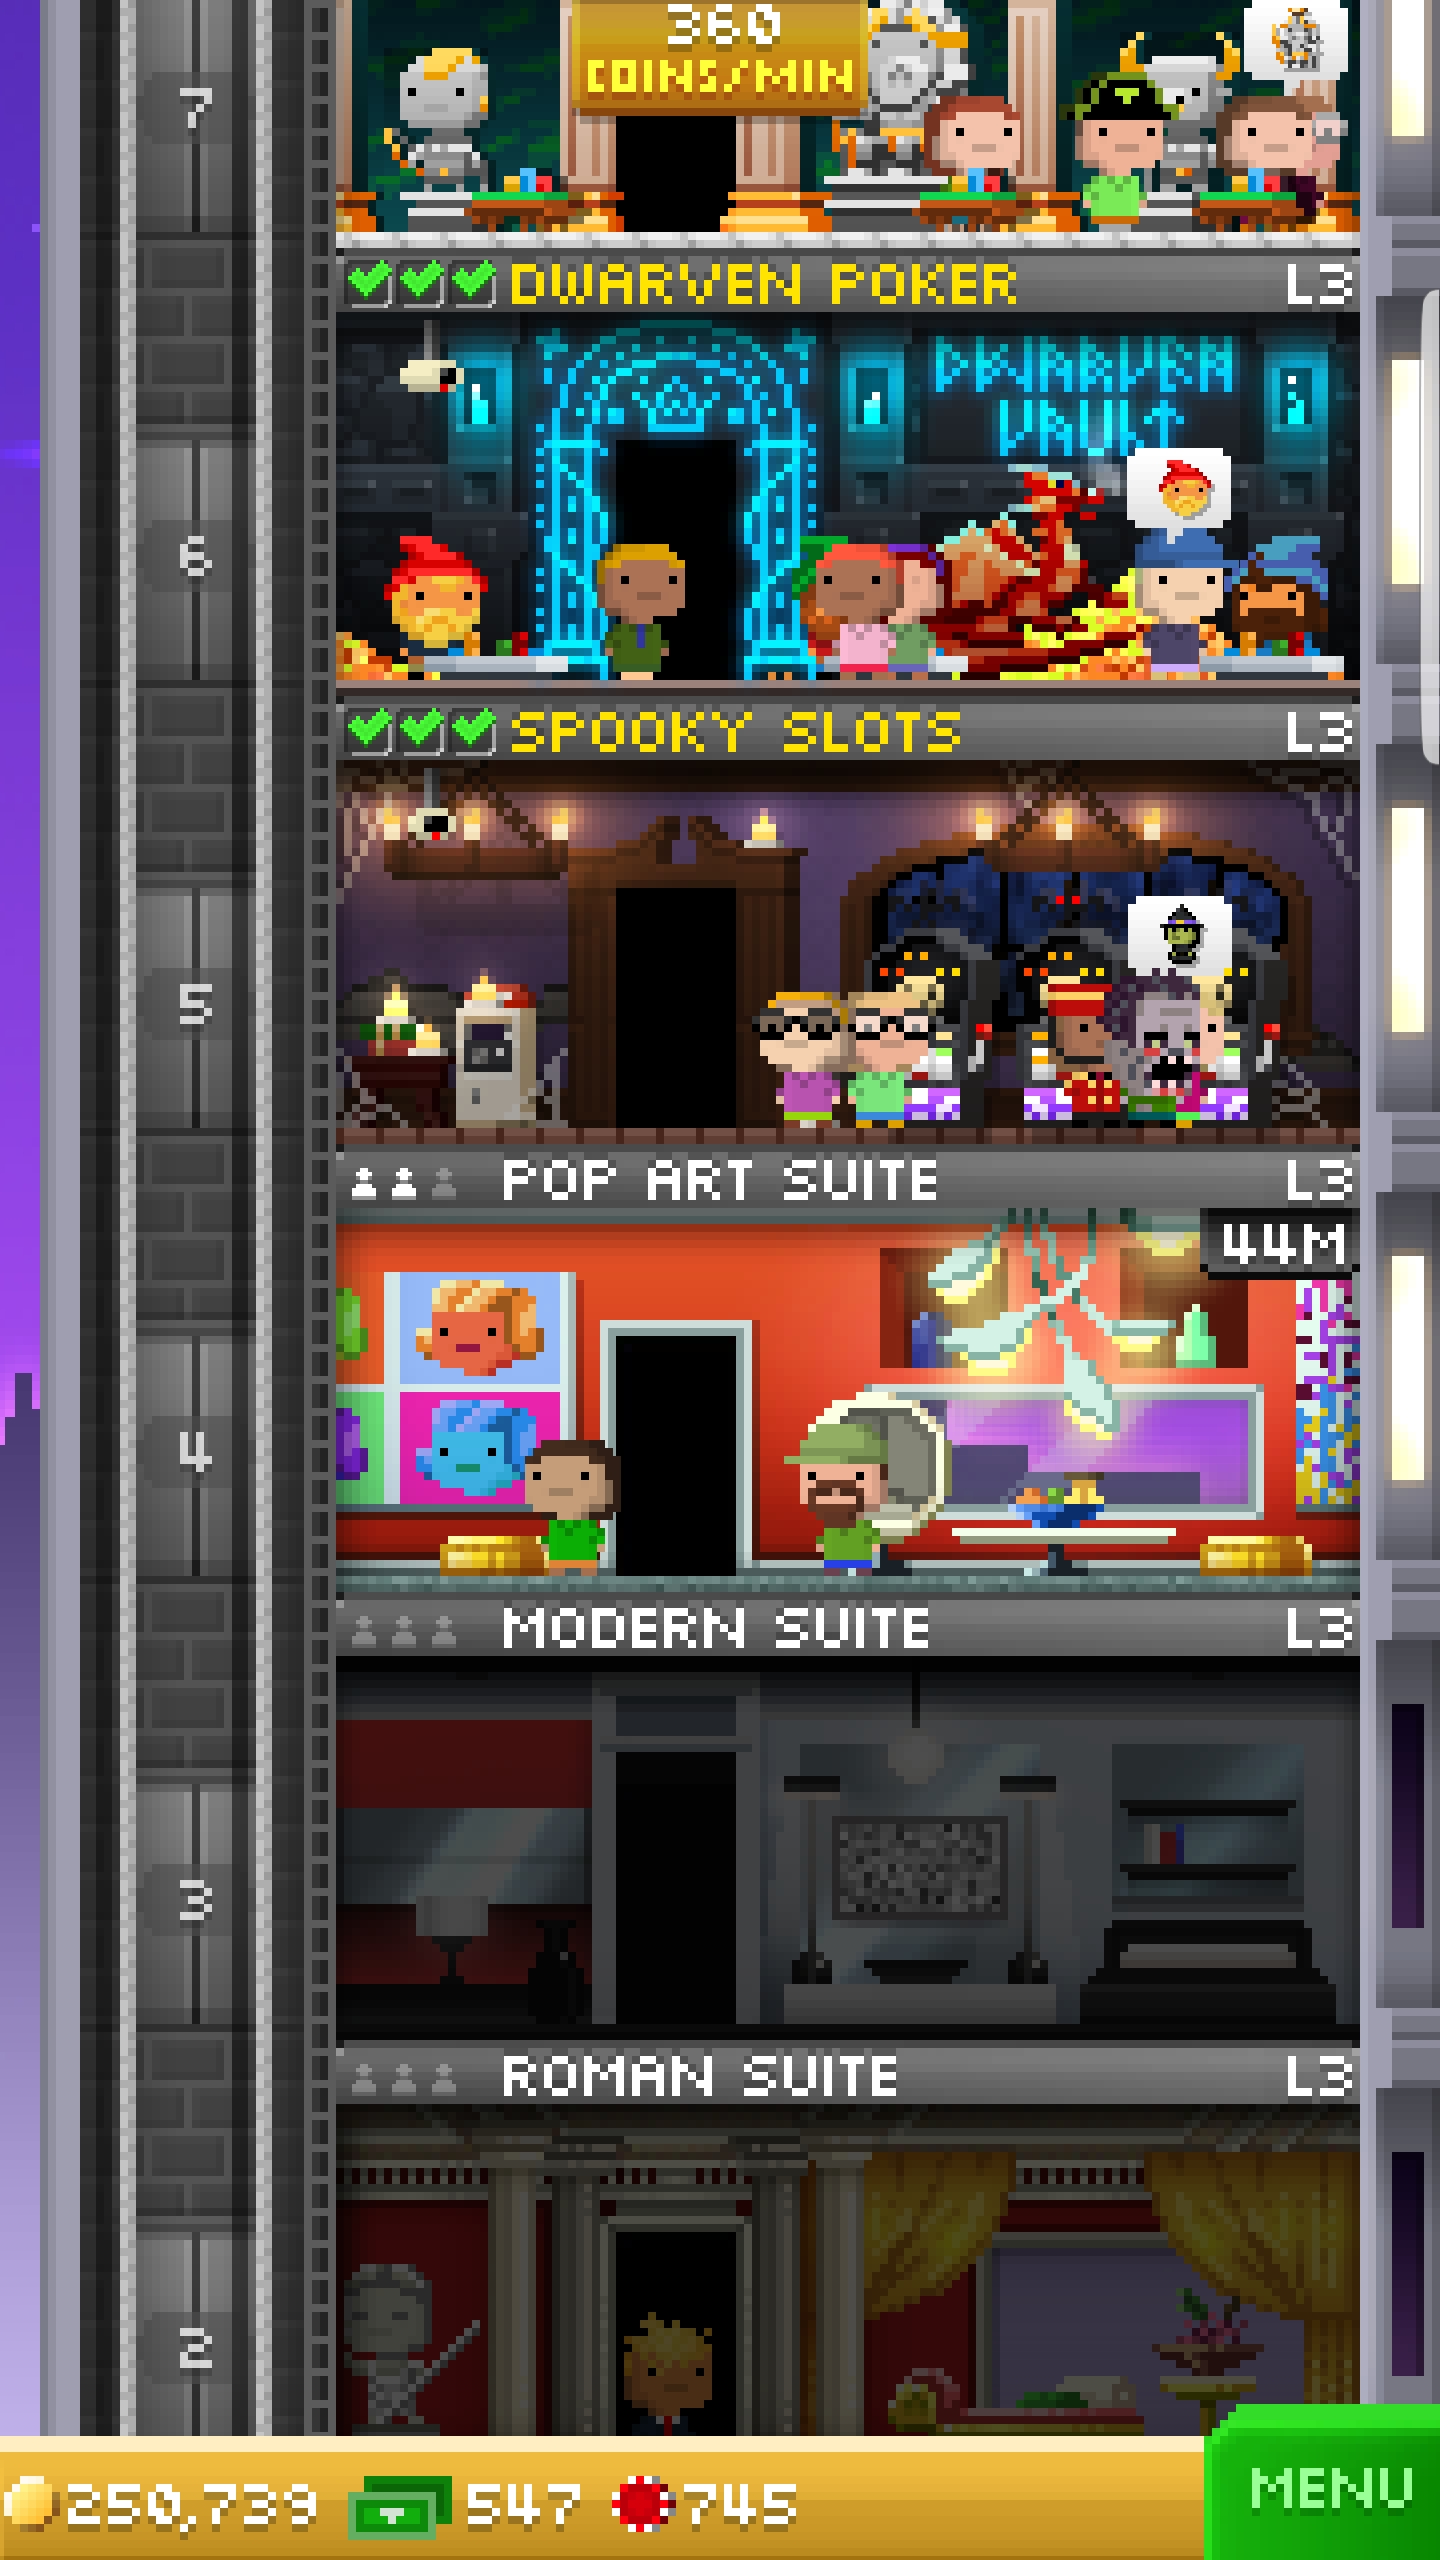 360
COINS/MIN
7
DWARVEN POKER L3
DWARVEN
VAULT
6
SPOOKY SLOTS L3
5
POP ART SUITE L3
44M
4
MODERN SUITE L3
3
ROMAN SUITE L3
2
250,739 547 745
MENU